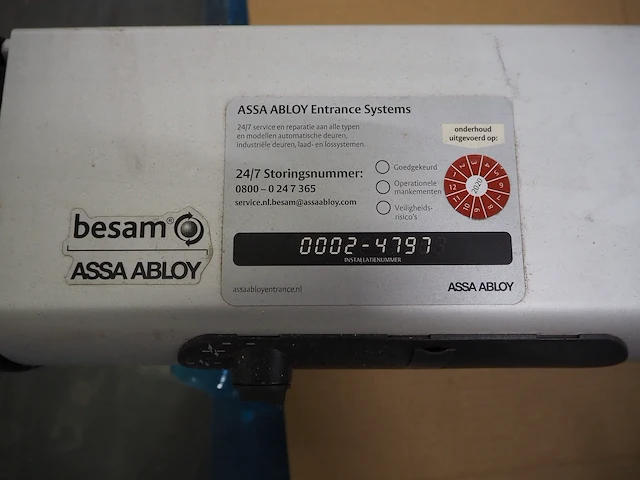 ASSA ABLOY Entrance Systems
24/7 service en reparatie aan alle typen
en modellen automatische deuren,
industriële deuren, laad- en lossystemen.
24/7 Storingsnummer:
0800 – 0 24 7 365
service.nl.besam@assaabloy.com
Goedgekeurd
Operationele
mankementen
Veiligheids-
risico's
onderhoud
uitgevoerd op:
2020
0002-4797
INSTALLATIENUMMER
assaabloyentrance.nl
ASSA ABLOY
besam®
ASSA ABLOY